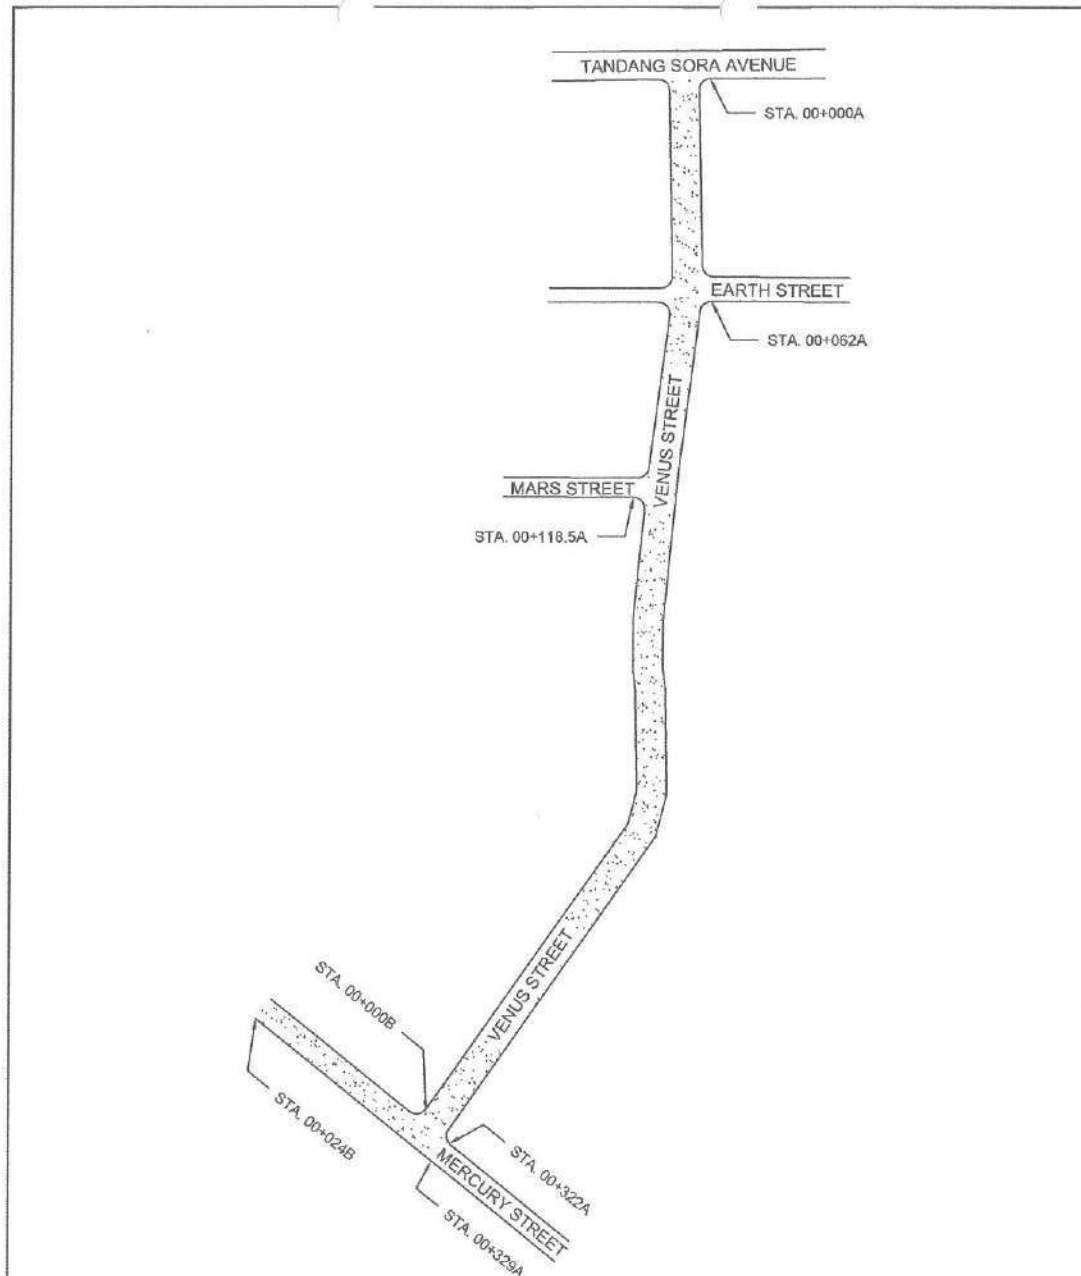 TANDANG SORA AVENUE
STA. 00+000A
EARTH STREET
STA. 00+062A
VENUS STREET
MARS STREET
STA. 00+118.5A
VENUS STREET
STA. 00+000B
STA. 00+024B
MERCURY STREET
STA. 00+322A
STA. 00+329A